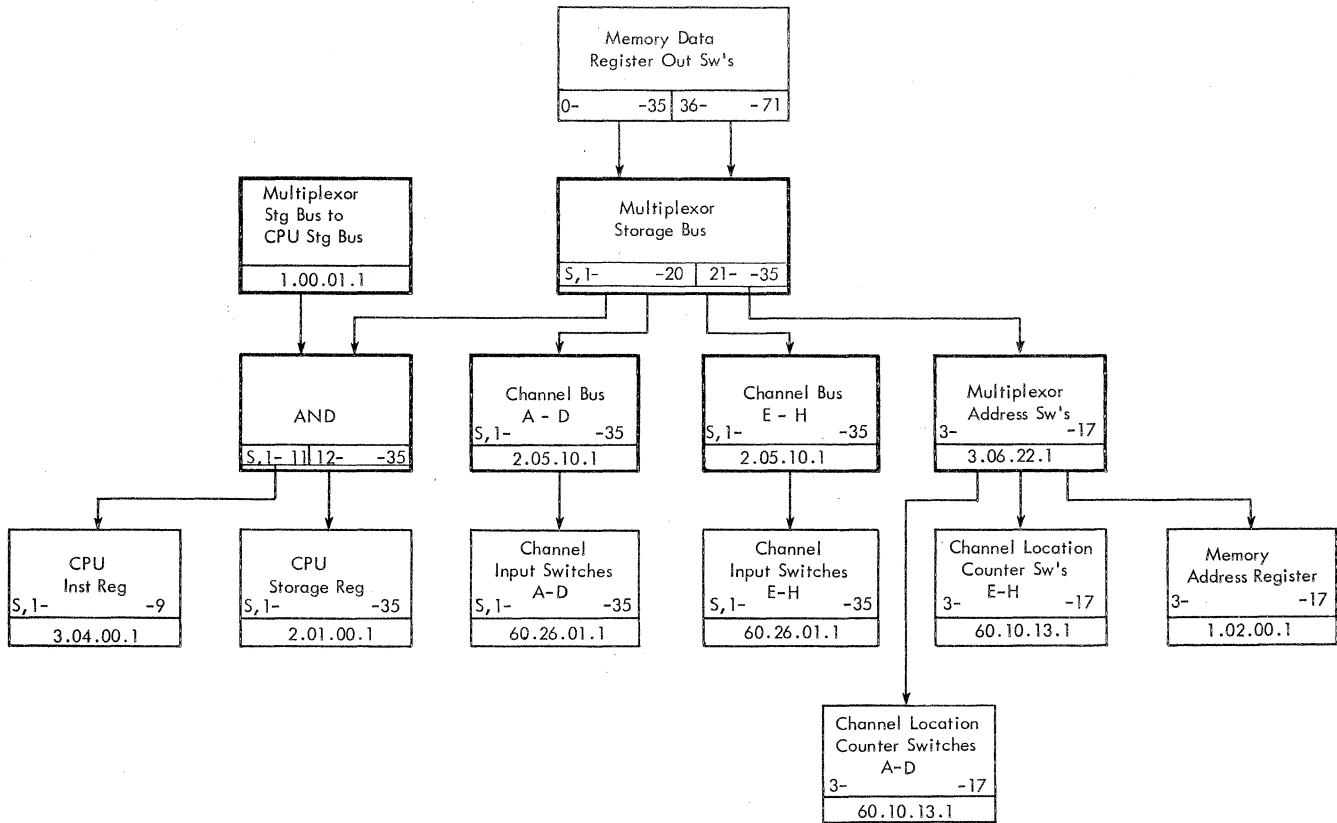 Memory Data
Register Out Sw's
0- -35 36- -71
Multiplexor
Stg Bus to
CPU Stg Bus
1.00.01.1
Multiplexor
Storage Bus
S,1- -20 21- -35
AND
S,1- 11 12- -35
Channel Bus
A - D
S,1- -35
2.05.10.1
Channel Bus
E - H
S,1- -35
2.05.10.1
Multiplexor
Address Sw's
3- -17
3.06.22.1
CPU
Inst Reg
S,1- -9
3.04.00.1
CPU
Storage Reg
S,1- -35
2.01.00.1
Channel
Input Switches
A-D
S,1- -35
60.26.01.1
Channel
Input Switches
E-H
S,1- -35
60.26.01.1
Channel Location
Counter Sw's
E-H
3- -17
60.10.13.1
Memory
Address Register
3- -17
1.02.00.1
Channel Location
Counter Switches
A-D
3- -17
60.10.13.1